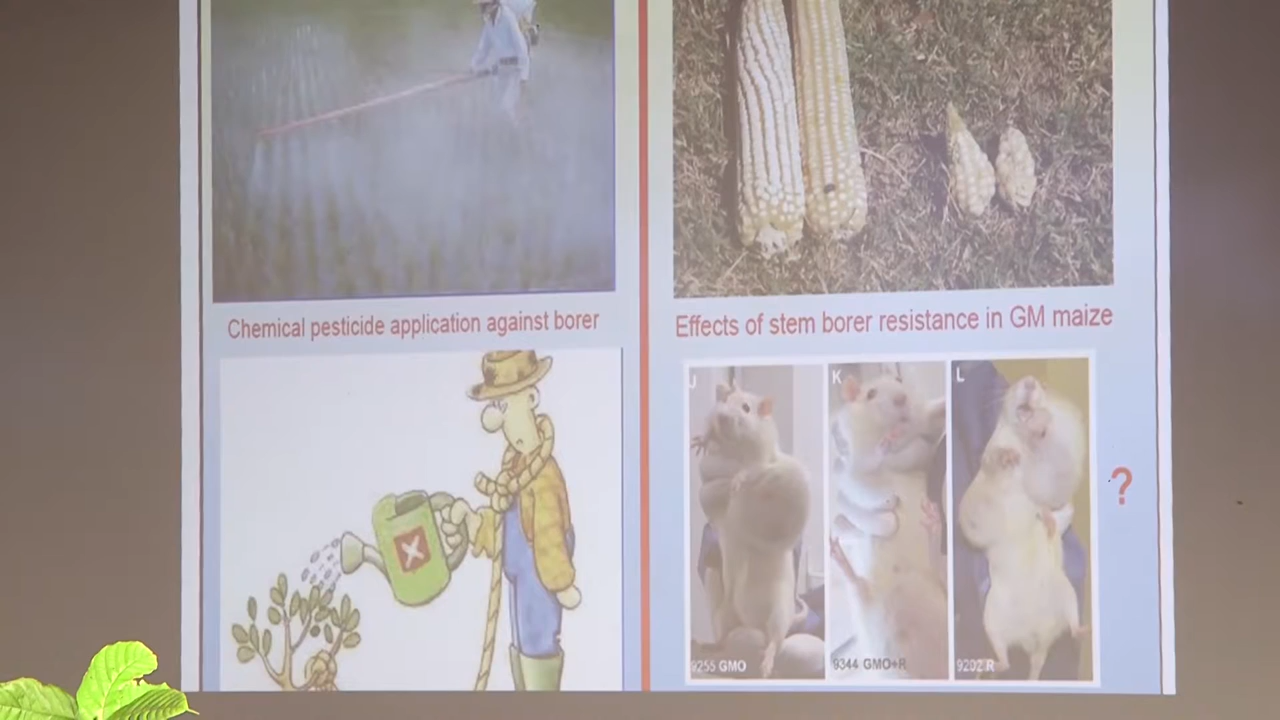 Chemical pesticide application against borer
Effects of stem borer resistance in GM maize
J
K
L
?
9255 GMO
9344 GMO+R
9202 R